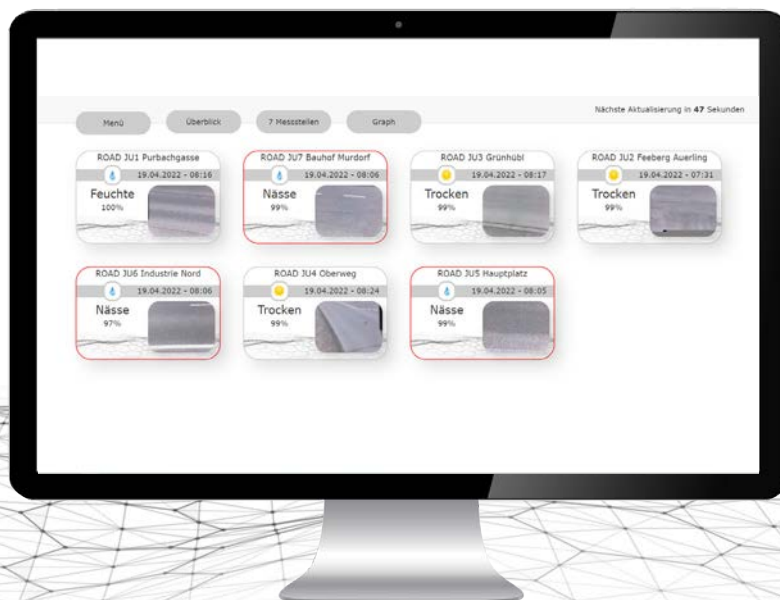 Nächste Aktualisierung in 47 Sekunden
Menü
Überblick
7 Messstellen
Graph
ROAD JU1 Purbachgasse
19.04.2022 - 08:16
Feuchte
100%
ROAD JU7 Bauhof Murdorf
19.04.2022 - 08:06
Nässe
99%
ROAD JU3 Grünhübl
19.04.2022 - 08:17
Trocken
99%
ROAD JU2 Feeberg Auerling
19.04.2022 - 07:31
Trocken
99%
ROAD JU6 Industrie Nord
19.04.2022 - 08:06
Nässe
97%
ROAD JU4 Oberweg
19.04.2022 - 08:24
Trocken
99%
ROAD JU5 Hauptplatz
19.04.2022 - 08:05
Nässe
99%